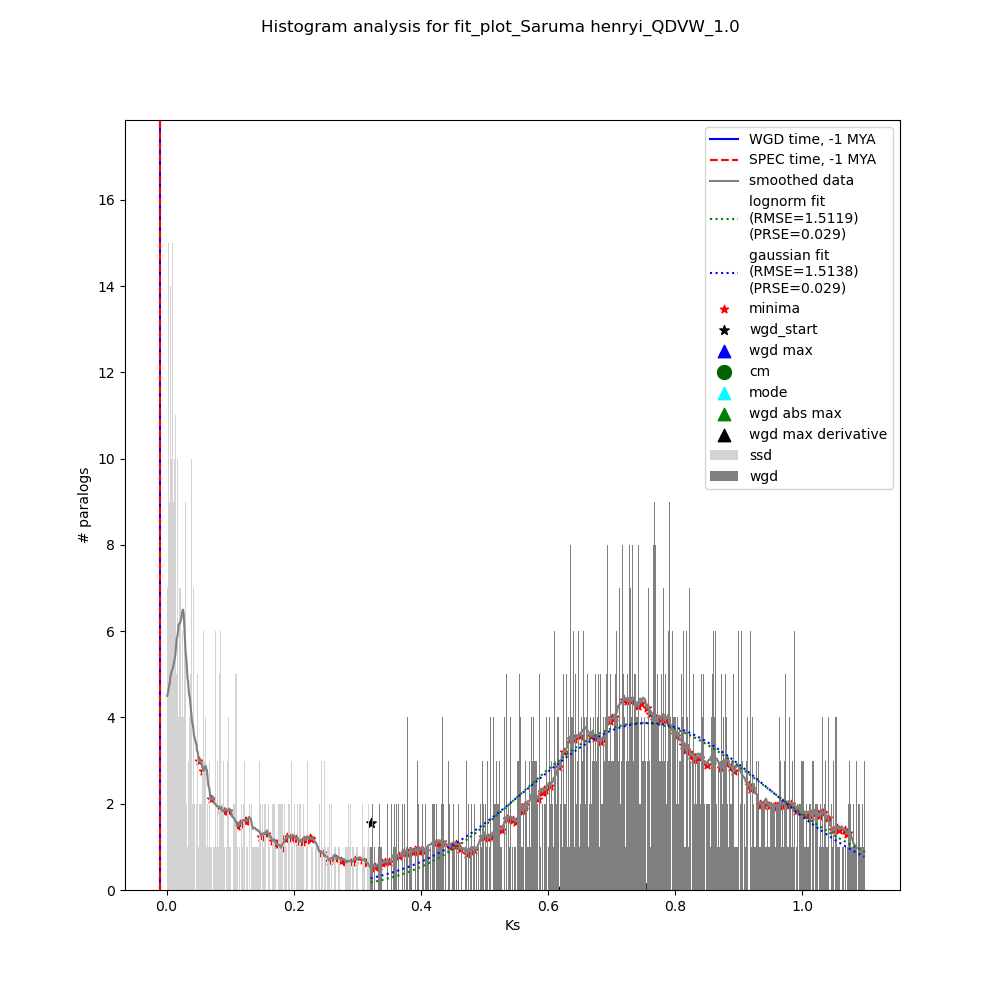 Histogram analysis for fit_plot_Saruma henryi_QDVW_1.0
WGD time, -1 MYA
SPEC time, -1 MYA
smoothed data
lognorm fit
(RMSE=1.5119)
(PRSE=0.029)
gaussian fit
(RMSE=1.5138)
(PRSE=0.029)
minima
wgd_start
wgd max
cm
mode
wgd abs max
wgd max derivative
ssd
wgd
# paralogs
16
14
12
10
8
6
4
2
0
0.0 0.2 0.4 0.6 0.8 1.0
Ks